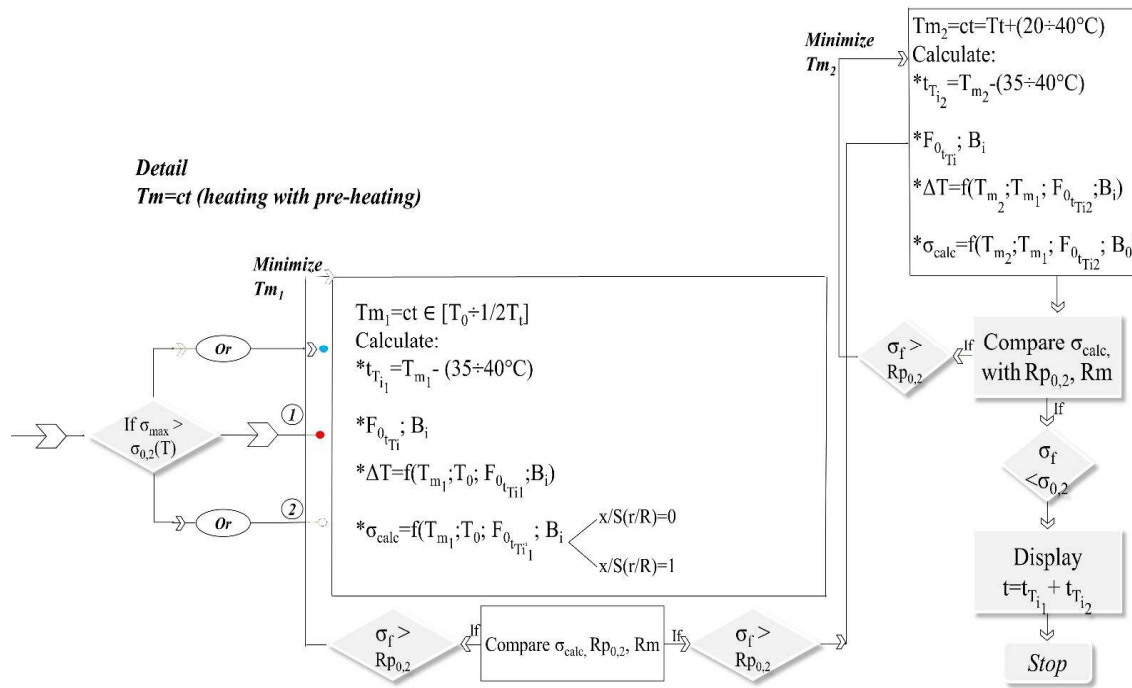 Detail
Tm=ct (heating with pre-heating)
If σmax >
σ0,2(T)
Or
1
2
Or
Minimize
Tm1
Tm1=ct ∈ [T0÷1/2Tt]
Calculate:
*tTi1=Tm1- (35÷40°C)
*F0tTi; Bi
*ΔT=f(Tm1;T0; F0tTi1;Bi)
*σcalc=f(Tm1;T0; F0tTi1; Bi
x/S(r/R)=0
x/S(r/R)=1
σf >
Rp0,2
If
Compare σcalc, Rp0,2, Rm
If
σf >
Rp0,2
Minimize
Tm2
Tm2=ct=Tt+(20÷40°C)
Calculate:
*tTi2=Tm2-(35÷40°C)
*F0tTi; Bi
*ΔT=f(Tm2;Tm1; F0tTi2;Bi)
*σcalc=f(Tm2;Tm1; F0tTi2; B0
σf >
Rp0,2
If
Compare σcalc,
with Rp0,2, Rm
If
σf
<σ0,2
Display
t=tTi1 + tTi2
Stop